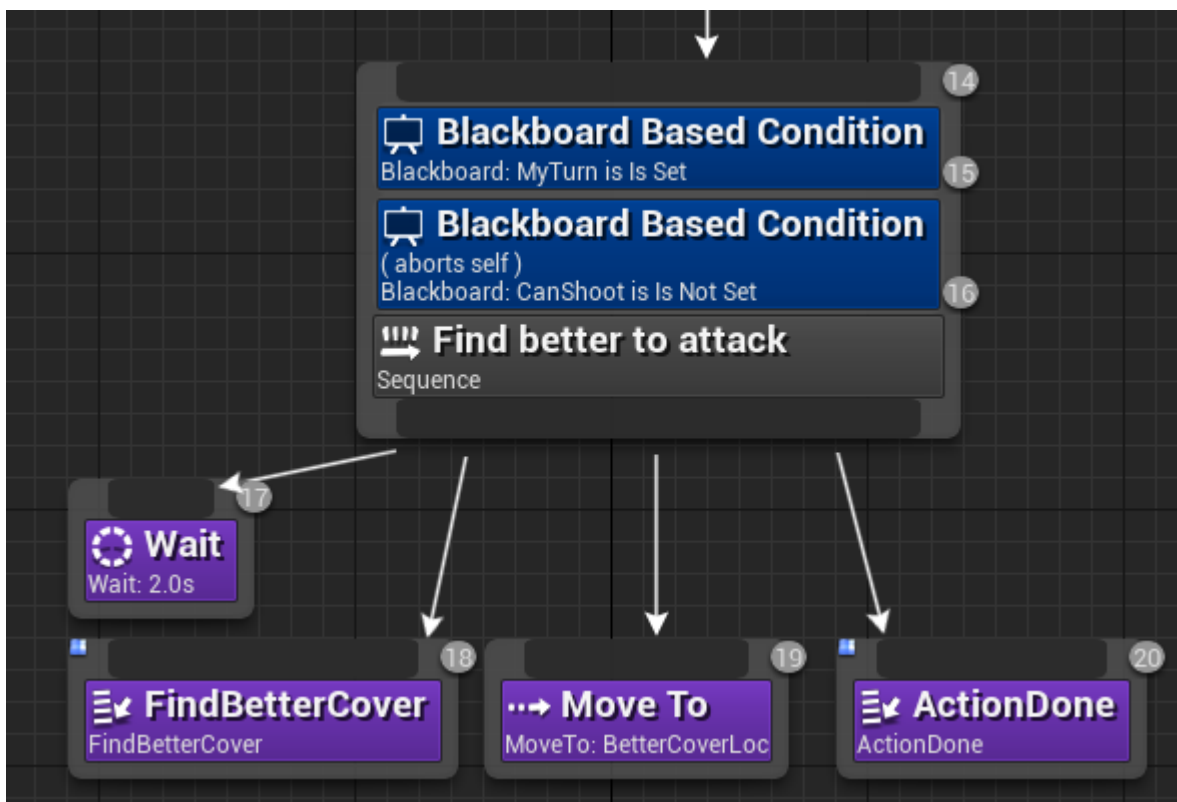 14
Blackboard Based Condition
Blackboard: MyTurn is Is Set
15
Blackboard Based Condition
( aborts self )
Blackboard: CanShoot is Is Not Set
16
Find better to attack
Sequence
17
Wait
Wait: 2.0s
18
FindBetterCover
FindBetterCover
19
Move To
MoveTo: BetterCoverLoc
20
ActionDone
ActionDone